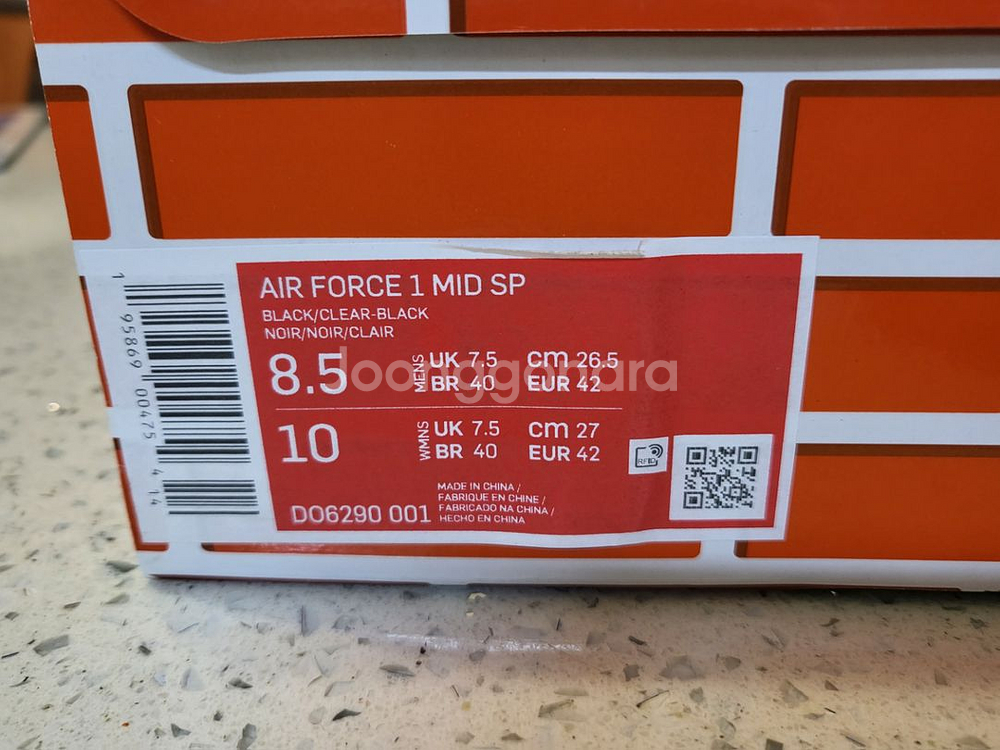 AIR FORCE 1 MID SP
BLACK/CLEAR-BLACK
NOIR/NOIR/CLAIR
8.5 MENS UK 7.5 CM 26.5
BR 40 EUR 42
10 WMNS UK 7.5 CM 27
BR 40 EUR 42
RFID
MADE IN CHINA /
FABRIQUE EN CHINE /
FABRICADO NA CHINA /
HECHO EN CHINA
DO6290 001
1 95869 00475 4 14
joonggonara